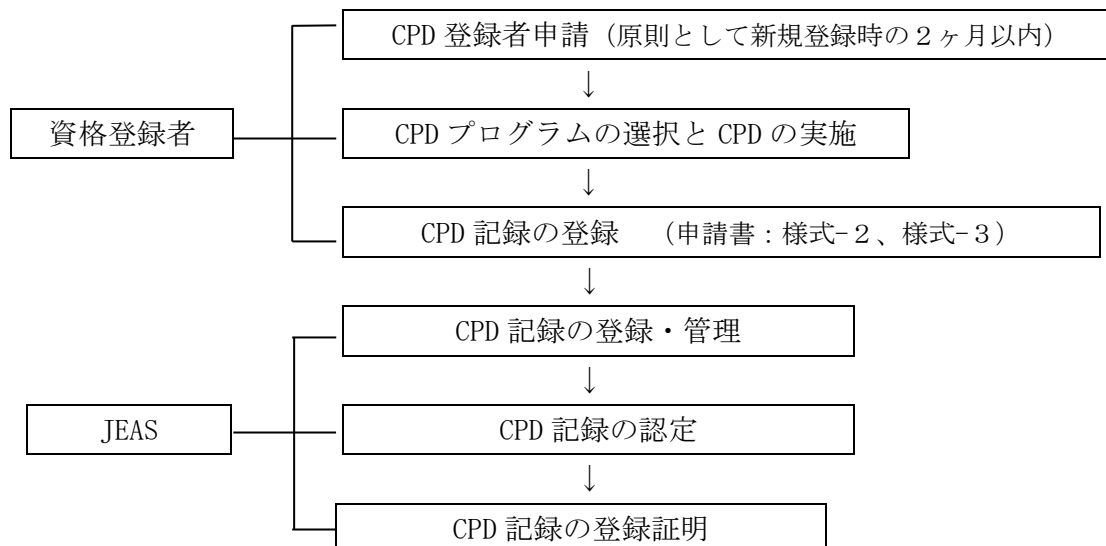 CPD 登録者申請（原則として新規登録時の２ヶ月以内）
↓
資格登録者
CPD プログラムの選択と CPD の実施
↓
CPD 記録の登録　（申請書：様式-２、様式-３）
↓
CPD 記録の登録・管理
↓
JEAS
CPD 記録の認定
↓
CPD 記録の登録証明